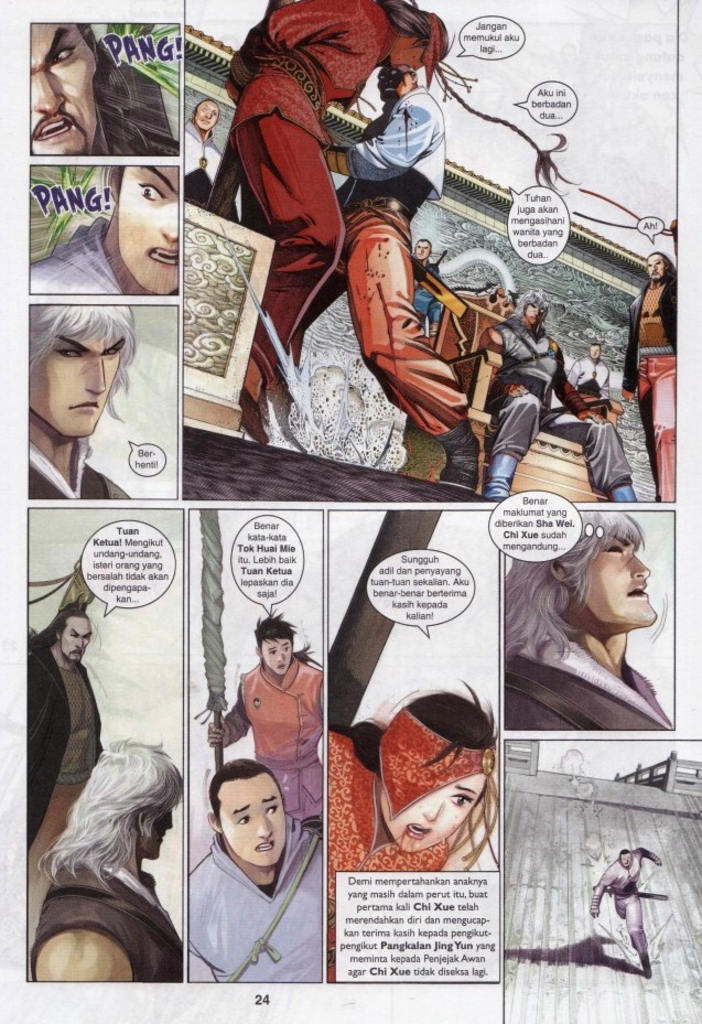 PANG!
PANG!
Ber-
henti!
Jangan
memukul aku
lagi...
Aku ini
berbadan
dua...
Tuhan
juga akan
mengasihani
wanita yang
berbadan
dua..
Ah!
Tuan
Ketua! Mengikut
undang-undang,
isteri orang yang
bersalah tidak akan
dipengapa-
kan...
Benar
kata-kata
Tok Huai Mie
itu. Lebih baik
Tuan Ketua
lepaskan dia
saja!
Sungguh
adil dan penyayang
tuan-tuan sekalian. Aku
benar-benar berterima
kasih kepada
kalian!
Demi mempertahankan anaknya
yang masih dalam perut itu, buat
pertama kali Chi Xue telah
merendahkan diri dan mengucap-
kan terima kasih kepada pengikut-
pengikut Pangkalan Jing Yun yang
meminta kepada Penjejak Awan
agar Chi Xue tidak diseksa lagi.
Benar
maklumat yang
diberikan Sha Wei.
Chi Xue sudah
mengandung...
24